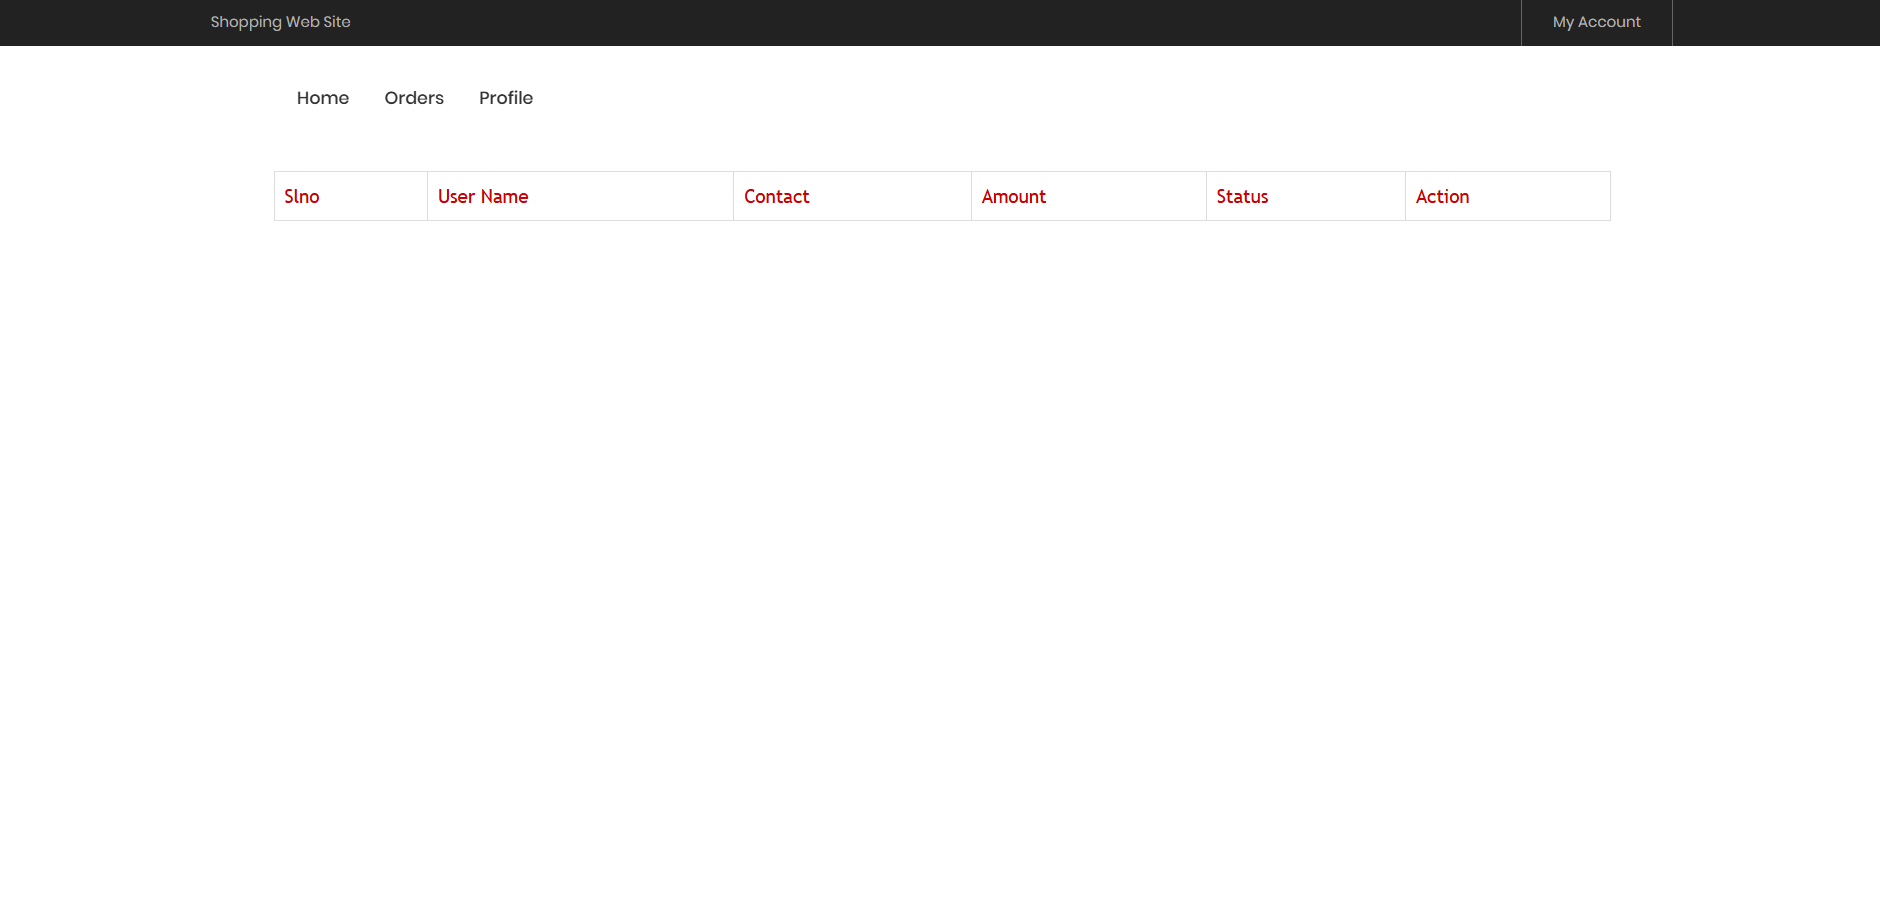 Shopping Web Site My Account
Home Orders Profile
Slno User Name Contact Amount Status Action